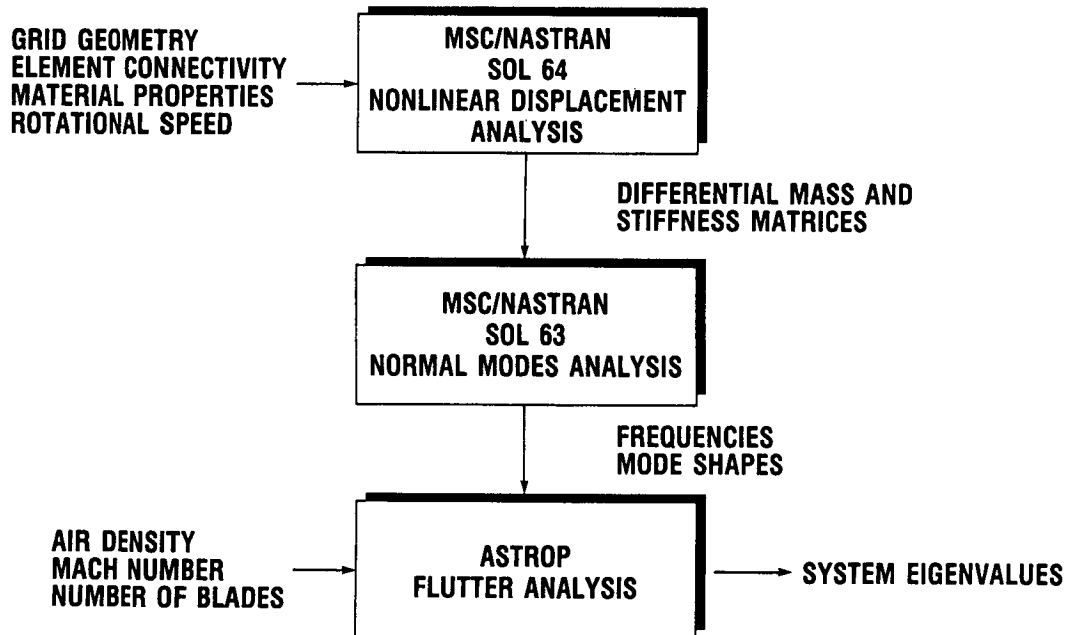 GRID GEOMETRY
ELEMENT CONNECTIVITY
MATERIAL PROPERTIES
ROTATIONAL SPEED
MSC/NASTRAN
SOL 64
NONLINEAR DISPLACEMENT
ANALYSIS
DIFFERENTIAL MASS AND
STIFFNESS MATRICES
MSC/NASTRAN
SOL 63
NORMAL MODES ANALYSIS
FREQUENCIES
MODE SHAPES
AIR DENSITY
MACH NUMBER
NUMBER OF BLADES
ASTROP
FLUTTER ANALYSIS
SYSTEM EIGENVALUES